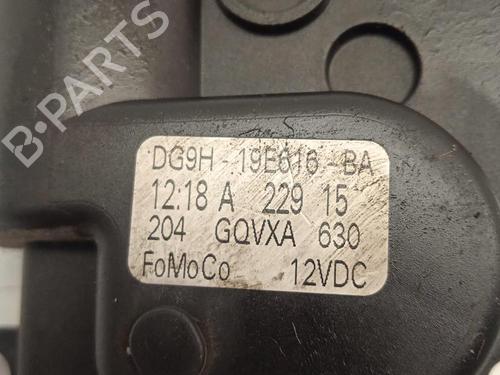 B-PARTS
DG9H - 19E616 - BA
12:18 A 229 15
204 GQVXA 630
FoMoCo 12VDC